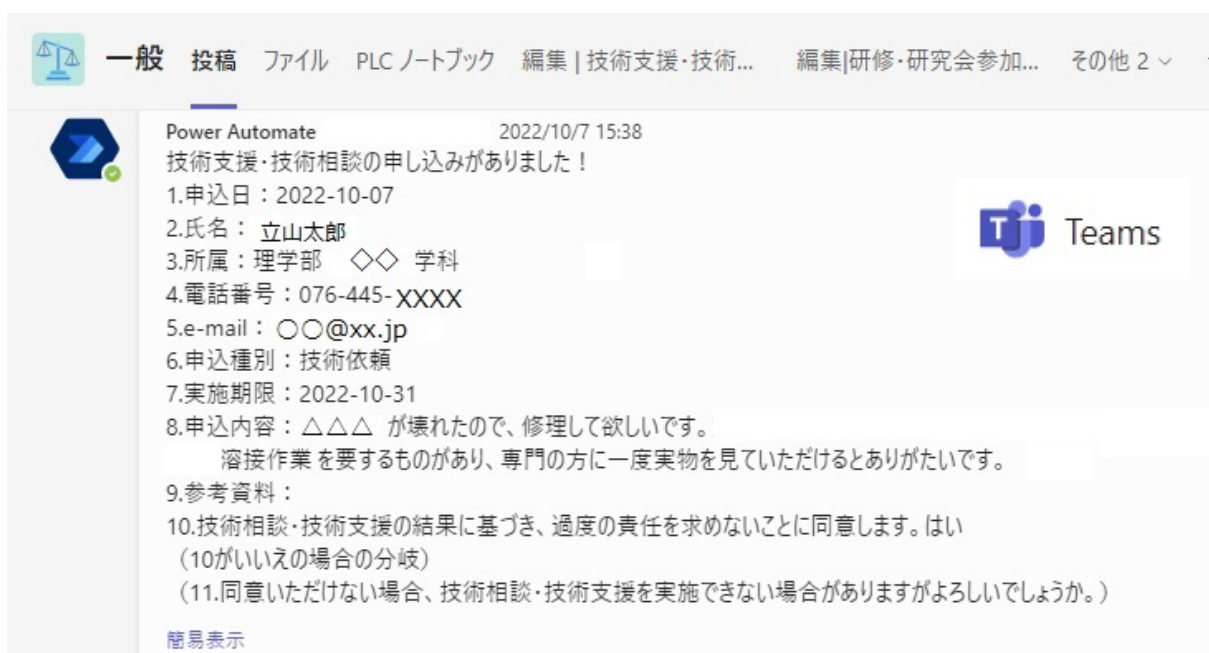 一般 投稿 ファイル PLC ノートブック 編集 | 技術支援・技術... 編集|研修・研究会参加... その他 2
Power Automate 2022/10/7 15:38
技術支援・技術相談の申し込みがありました！
1.申込日：2022-10-07
2.氏名： 立山太郎
Teams
3.所属：理学部 ◇◇ 学科
4.電話番号：076-445-XXXX
5.e-mail： 〇〇@xx.jp
6.申込種別：技術依頼
7.実施期限：2022-10-31
8.申込内容：△△△ が壊れたので、修理して欲しいです。
溶接作業 を要するものがあり、専門の方に一度実物を見ていただけるとありがたいです。
9.参考資料：
10.技術相談・技術支援の結果に基づき、過度の責任を求めないことに同意します。はい
（10がいいえの場合の分岐）
（11.同意いただけない場合、技術相談・技術支援を実施できない場合がありますがよろしいでしょうか。）
簡易表示